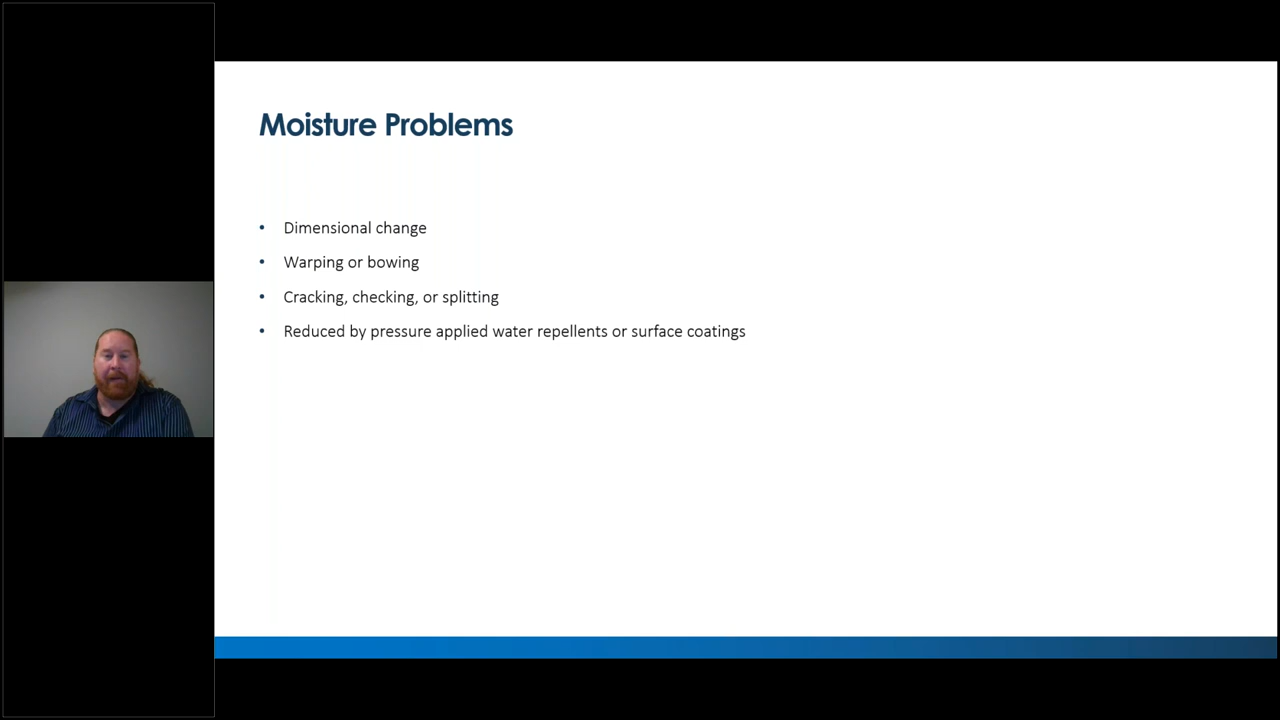 Moisture Problems
• Dimensional change
• Warping or bowing
• Cracking, checking, or splitting
• Reduced by pressure applied water repellents or surface coatings